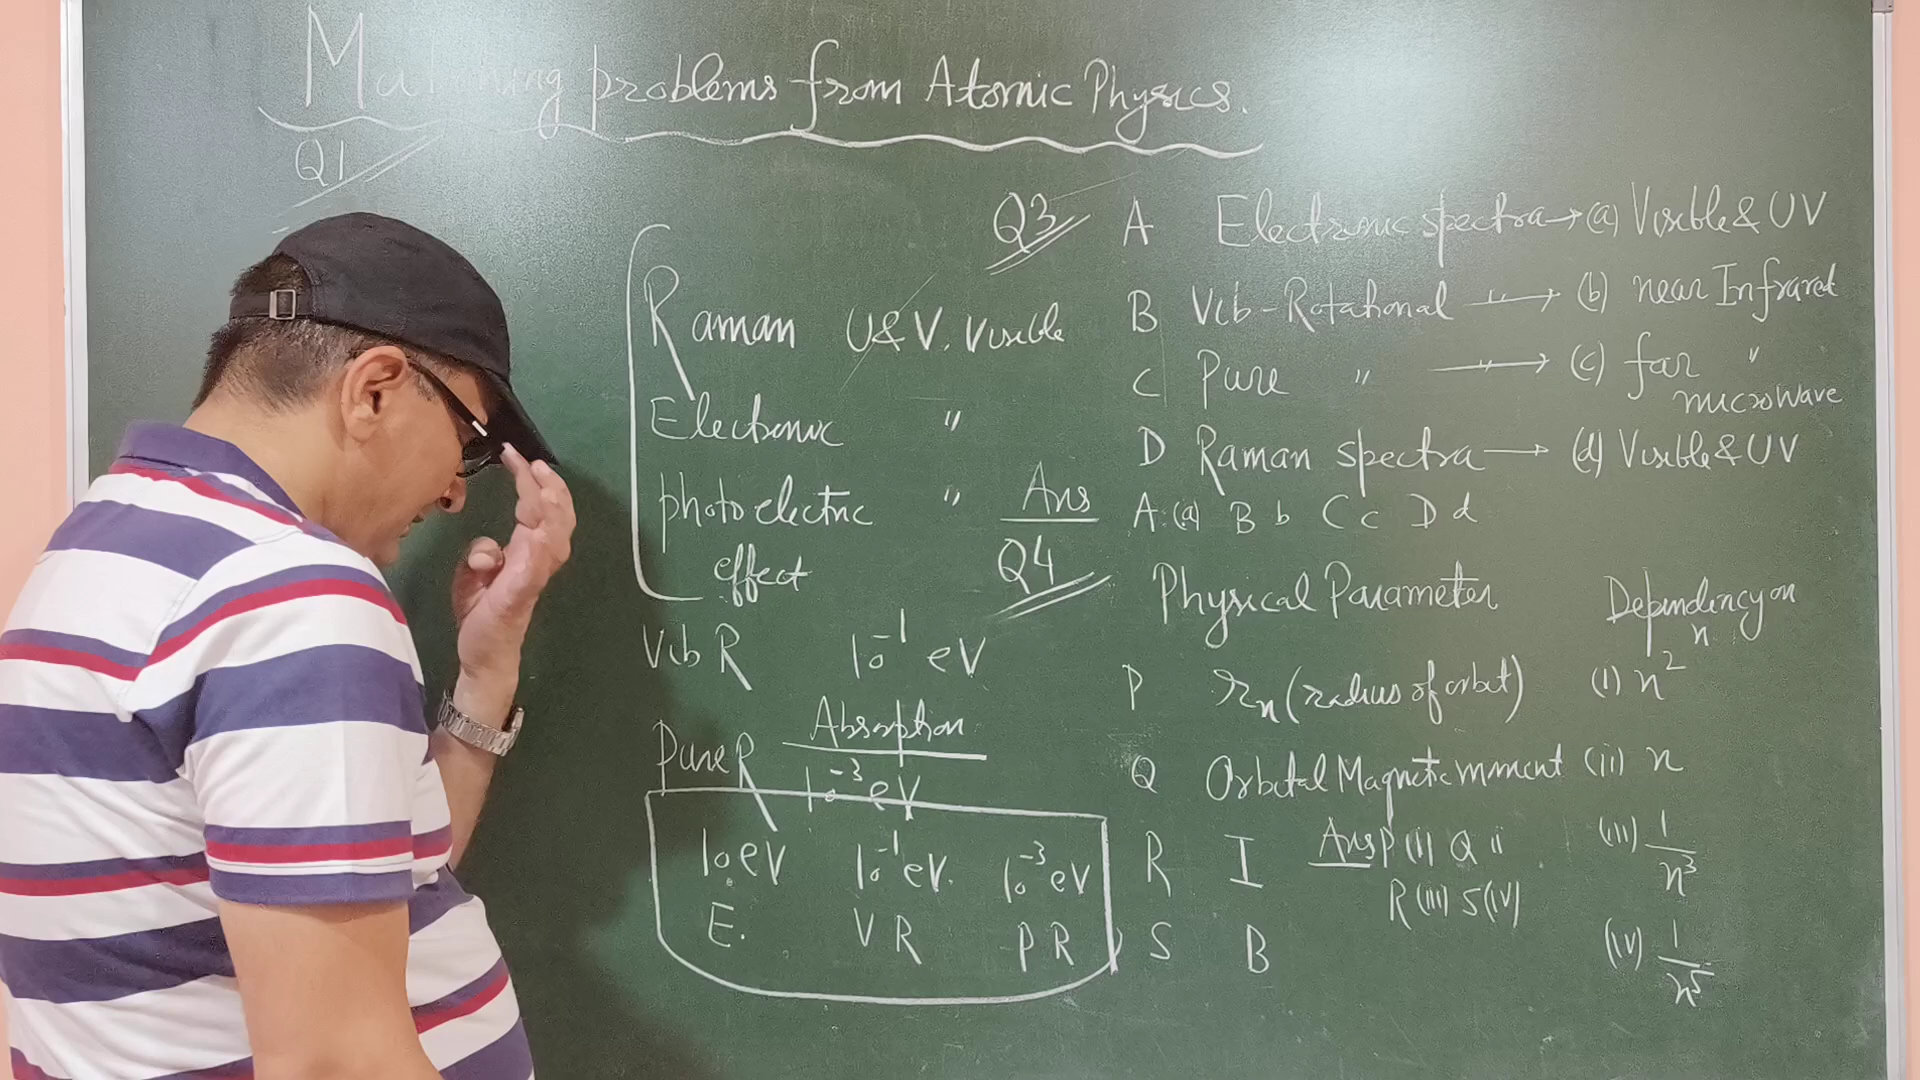 Matching problems from Atomic Physics.
Q1
Raman U&V. Visible
Electronic "
photoelectric "
effect
Vib R 10⁻¹ eV
Pure R Absorption
10⁻³ eV
10eV 10⁻¹ eV. 10⁻³ eV
E. VR PR
Q3 A Electronic spectra → (a) Visible & UV
B Vib-Rotational " → (b) near Infrared
C Pure " " → (c) far "
microwave
D Raman spectra → (d) Visible & UV
Ans A (a) B b C c D d
Q4 Physical Parameter Dependency on
n
P rₙ (radius of orbit) (i) n²
Q Orbital Magnetic mment (ii) n
R I Ans P (i) Q ii (iii) 1/n³
R (iii) S (iv)
S B (iv) 1/n⁵